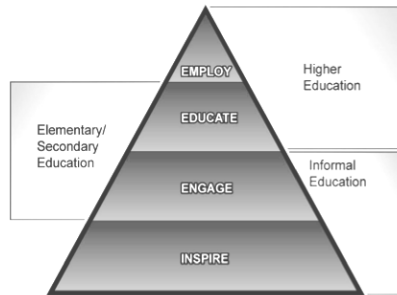 EMPLOY
Higher
Education
EDUCATE
Elementary/
Secondary
Education
Informal
Education
ENGAGE
INSPIRE